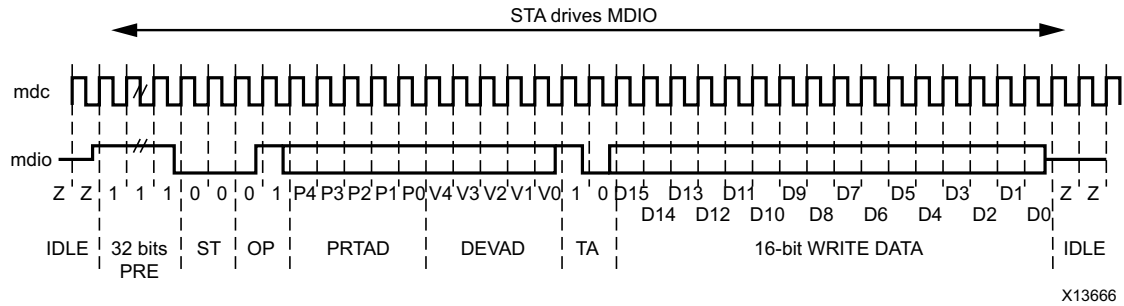 STA drives MDIO
mdc
mdio
Z Z 1 1 1 0 0 0 1 P4 P3 P2 P1 P0 V4 V3 V2 V1 V0 1 0 D15 D13 D11 D9 D7 D5 D3 D1 Z Z
D14 D12 D10 D8 D6 D4 D2 D0
IDLE 32 bits ST OP PRTAD DEVAD TA 16-bit WRITE DATA IDLE
PRE
X13666